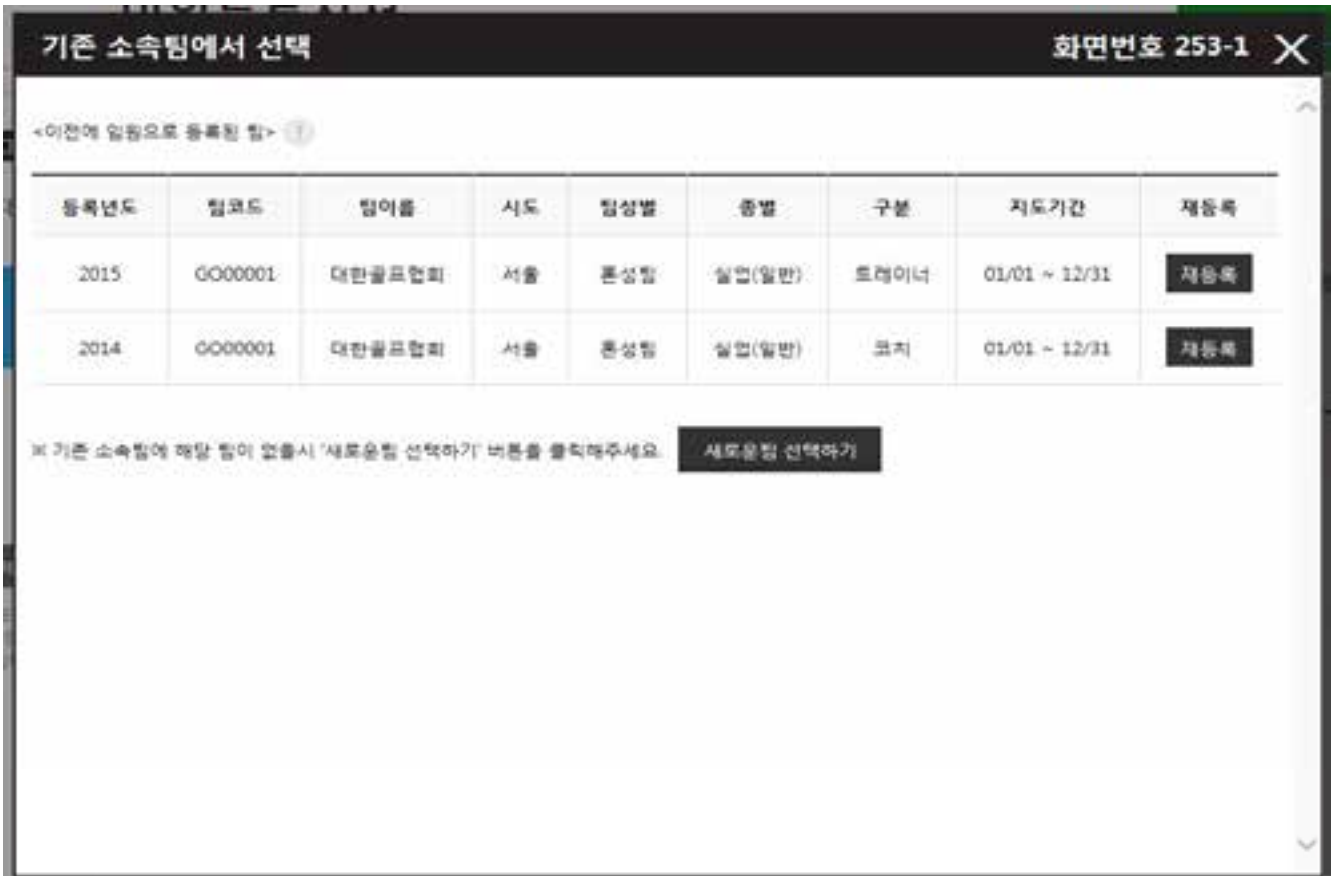 기존 소속팀에서 선택 화면번호 253-1
<이전에 임원으로 등록된 팀> ?
등록년도 팀코드 팀이름 시도 팀성별 종별 구분 지도기간 재등록
2015 GO00001 대한골프협회 서울 혼성팀 실업(일반) 트레이너 01/01 ~ 12/31 재등록
2014 GO00001 대한골프협회 서울 혼성팀 실업(일반) 코치 01/01 ~ 12/31 재등록
※ 기존 소속팀에 해당 팀이 없을시 '새로운팀 선택하기' 버튼을 클릭해주세요. 새로운팀 선택하기